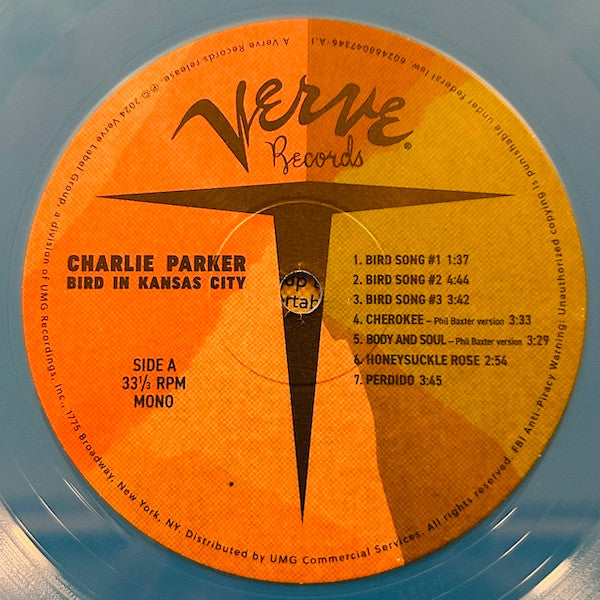 Verve®
Records
CHARLIE PARKER
BIRD IN KANSAS CITY
SIDE A
33⅓ RPM
MONO
1. BIRD SONG #1 1:37
2. BIRD SONG #2 4:44
3. BIRD SONG #3 3:42
4. CHEROKEE – Phil Baxter version 3:33
5. BODY AND SOUL – Phil Baxter version 3:29
6. HONEYSUCKLE ROSE 2:54
7. PERDIDO 3:45
A Verve Records release. ℗© 2024 Verve Label Group, a division of UMG Recordings, Inc., 1775 Broadway, New York, NY. Distributed by UMG Commercial Services. All rights reserved. FBI Anti-Piracy Warning: Unauthorized copying is Punishable under federal law. 602468047346-A.1